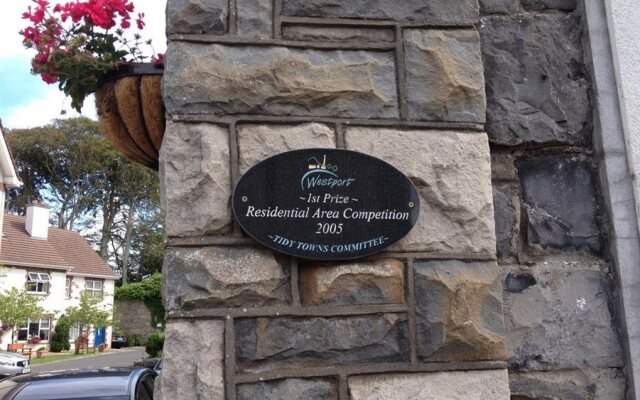 Westport
~ 1st Prize ~
Residential Area Competition
2005
~TIDY TOWNS COMMITTEE~